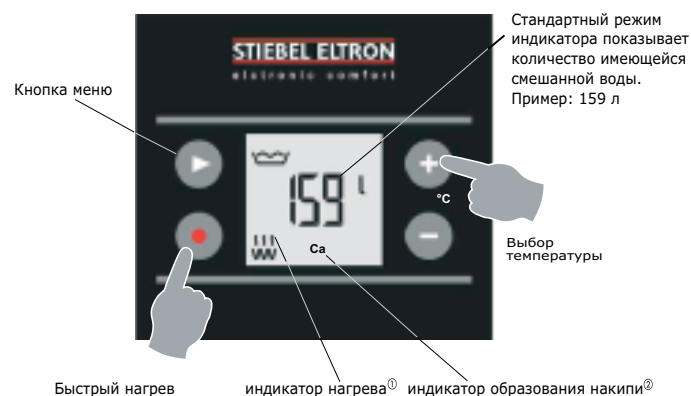 Стандартный режим
индикатора показывает
количество имеющейся
смешанной воды.
Пример: 159 л
STIEBEL ELTRON
electronic comfort
Кнопка меню
159 l
°C
Ca
Выбор
температуры
Быстрый нагрев
индикатор нагрева①
индикатор образования накипи②